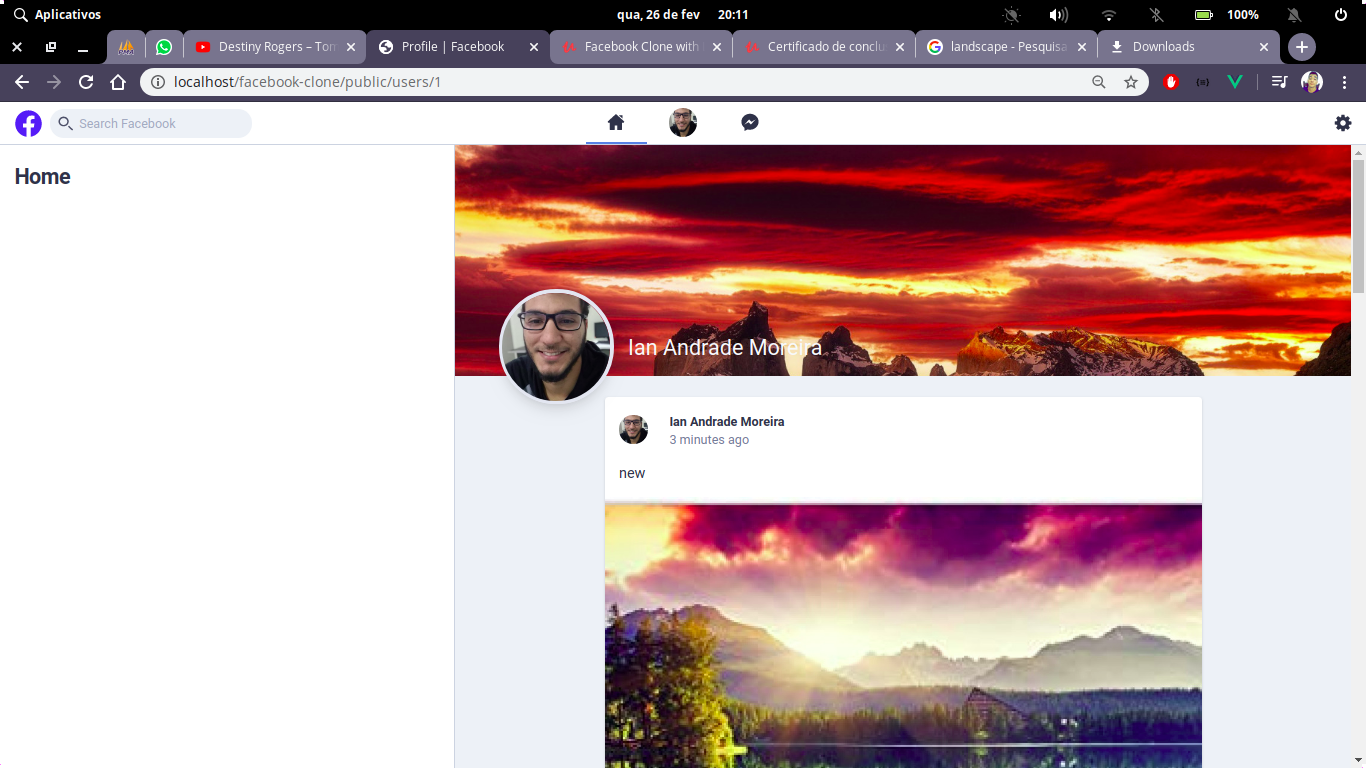 Aplicativos
qua, 26 de fev 20:11
100%
Destiny Rogers – Tom
Profile | Facebook
Facebook Clone with
Certificado de conclu
landscape - Pesquisa
Downloads
localhost/facebook-clone/public/users/1
Search Facebook
Home
Ian Andrade Moreira
Ian Andrade Moreira
3 minutes ago
new